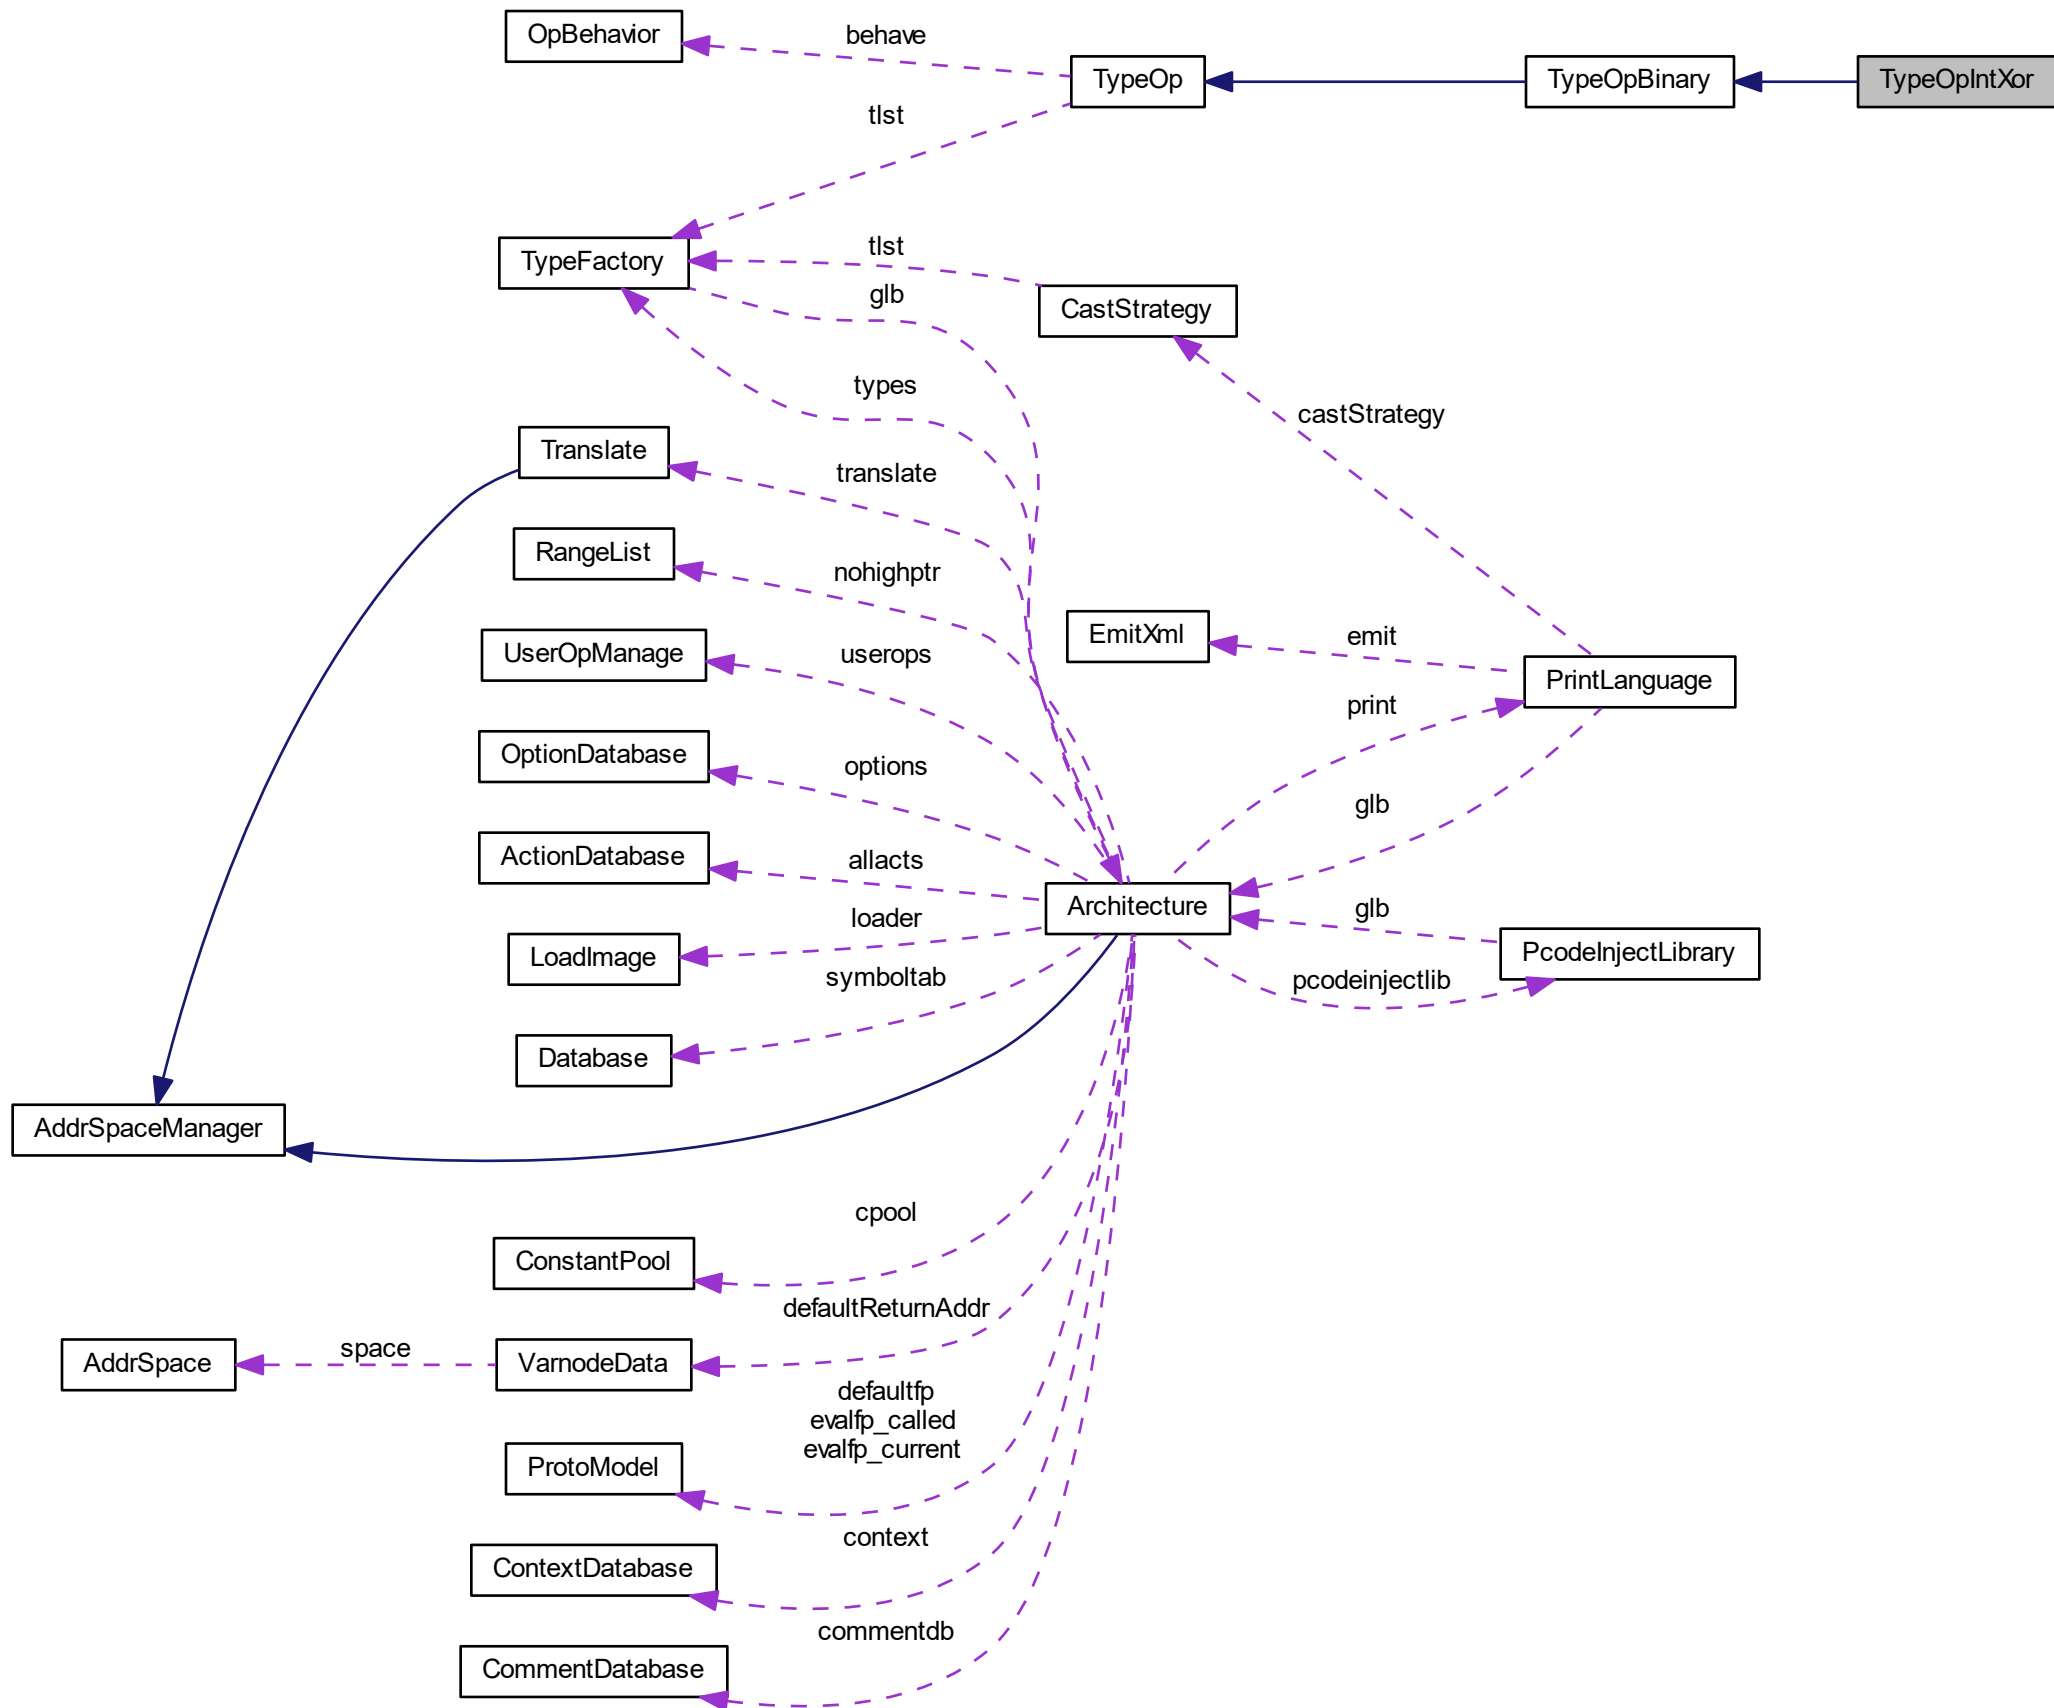 OpBehavior
behave
TypeOp
TypeOpBinary
TypeOpIntXor
tlst
TypeFactory
tlst
glb
CastStrategy
types
castStrategy
Translate
translate
RangeList
nohighptr
UserOpManage
userops
EmitXml
emit
PrintLanguage
print
OptionDatabase
options
glb
ActionDatabase
allacts
Architecture
glb
LoadImage
loader
PcodeInjectLibrary
symboltab
pcodeinjectlib
Database
AddrSpaceManager
cpool
ConstantPool
defaultReturnAddr
AddrSpace
space
VarnodeData
defaultfp
evalfp_called
evalfp_current
ProtoModel
context
ContextDatabase
commentdb
CommentDatabase